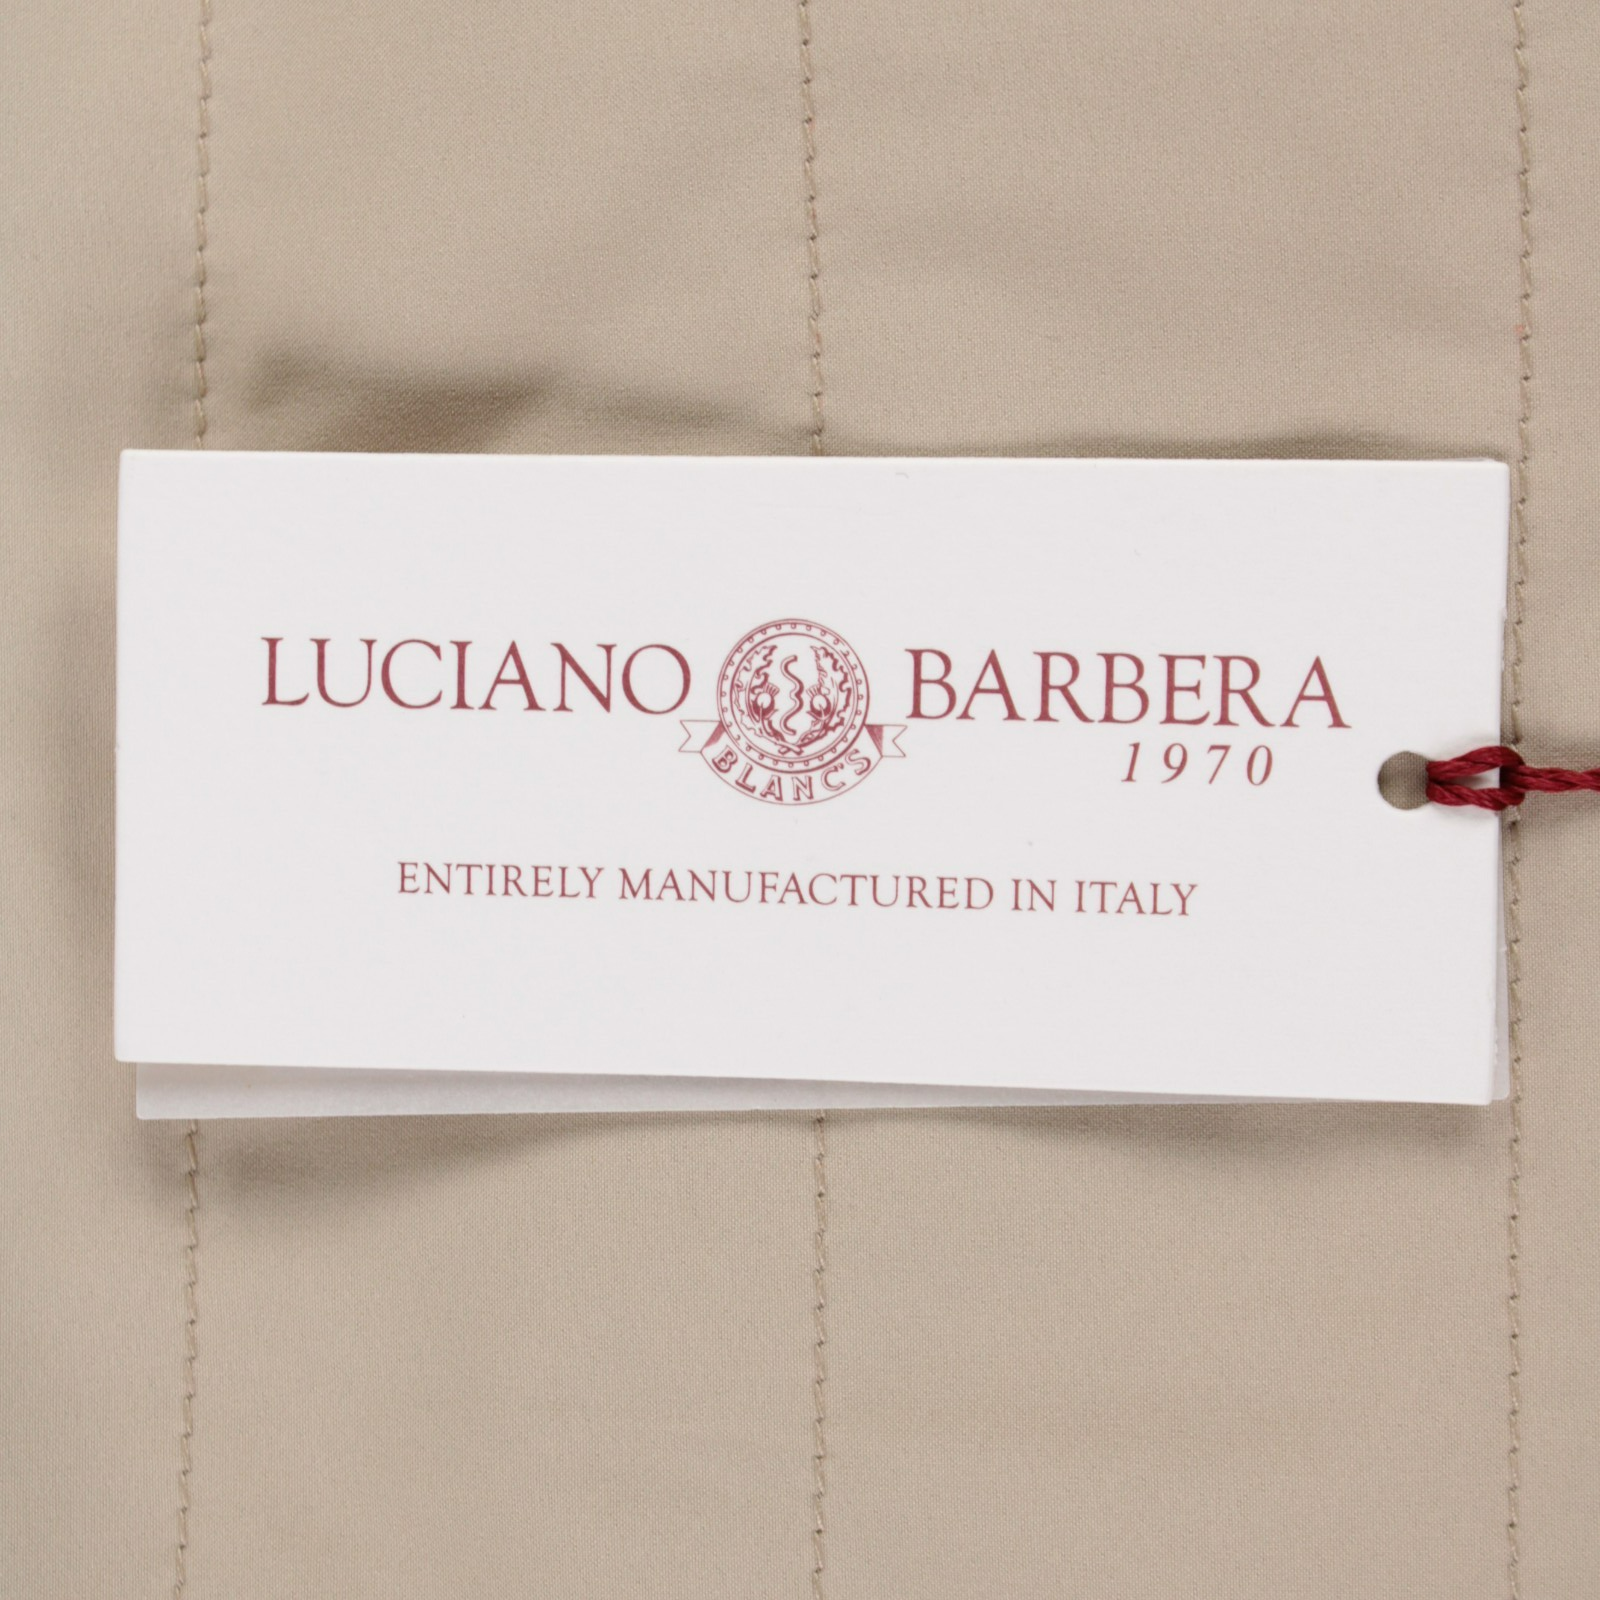 LUCIANO BARBERA
BLANC'S
1970
ENTIRELY MANUFACTURED IN ITALY